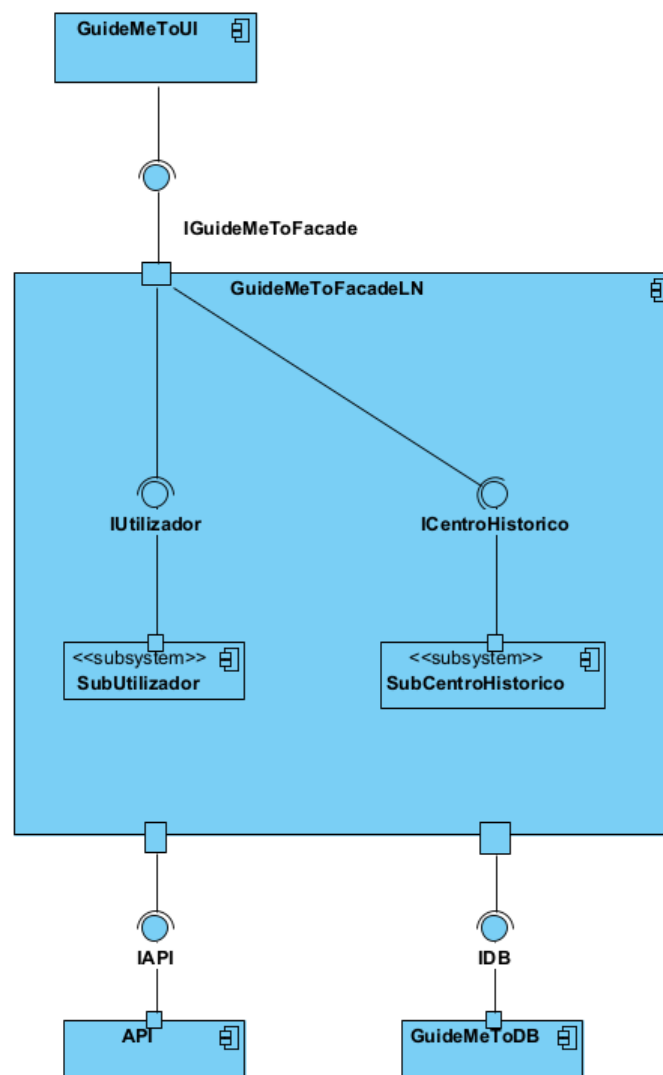 GuideMeToUI
IGuideMeToFacade
GuideMeToFacadeLN
IUtilizador
ICentroHistorico
<<subsystem>>
SubUtilizador
<<subsystem>>
SubCentroHistorico
IAPI
IDB
API
GuideMeToDB